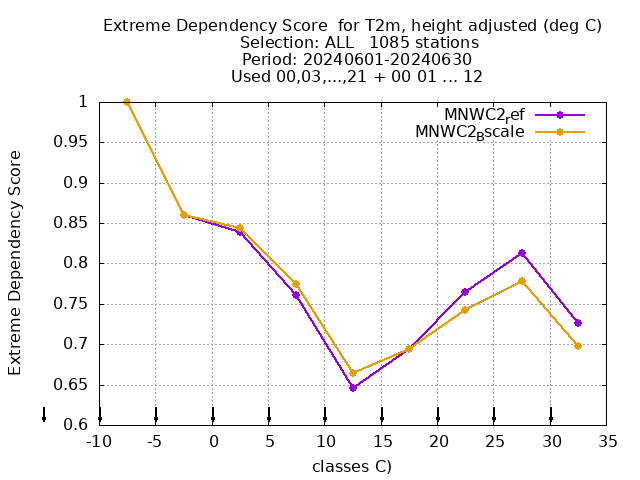 Extreme Dependency Score  for T2m, height adjusted (deg C)
Selection: ALL   1085 stations
Period: 20240601-20240630
Used 00,03,...,21 + 00 01 ... 12
MNWC2ref
MNWC2Bscale
Extreme Dependency Score
1
0.95
0.9
0.85
0.8
0.75
0.7
0.65
0.6
-10 -5 0 5 10 15 20 25 30 35
classes C)